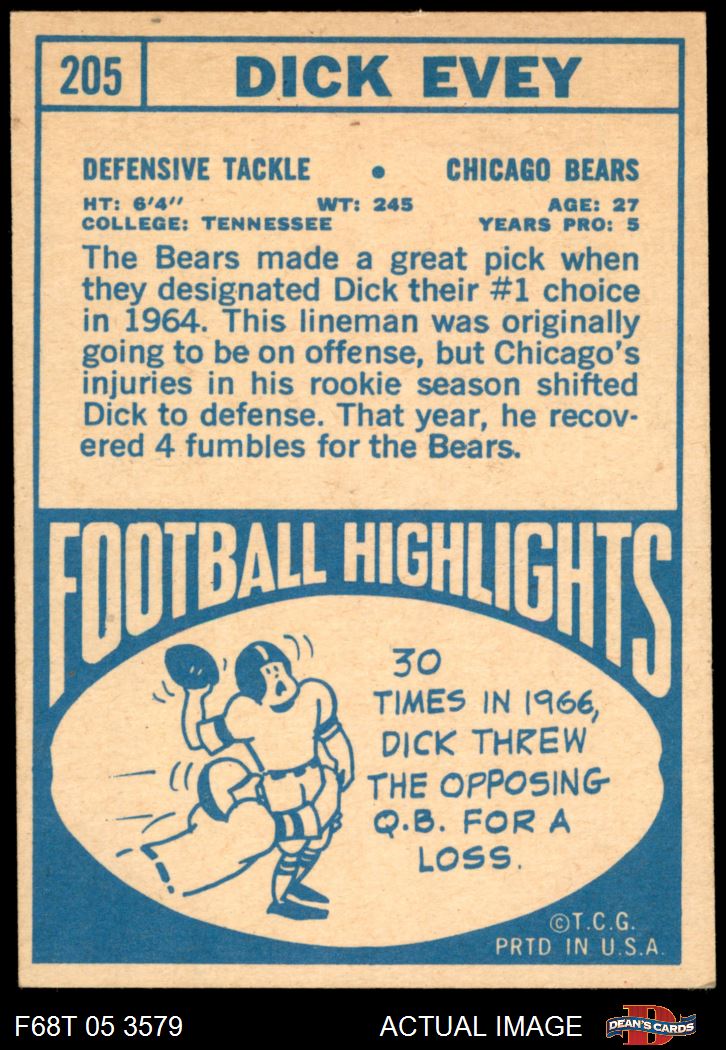 205 DICK EVEY
DEFENSIVE TACKLE • CHICAGO BEARS
HT: 6'4" WT: 245 AGE: 27
COLLEGE: TENNESSEE YEARS PRO: 5
The Bears made a great pick when
they designated Dick their #1 choice
in 1964. This lineman was originally
going to be on offense, but Chicago's
injuries in his rookie season shifted
Dick to defense. That year, he recov-
ered 4 fumbles for the Bears.
FOOTBALL HIGHLIGHTS
30
TIMES IN 1966,
DICK THREW
THE OPPOSING
Q.B. FOR A
LOSS.
©T.C.G.
PRTD IN U.S.A.
F68T 05 3579 ACTUAL IMAGE DEAN'S CARDS